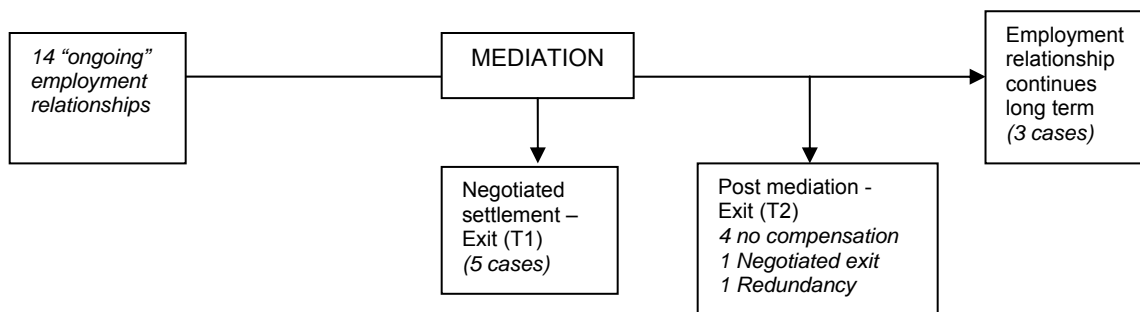 14 “ongoing”
employment
relationships
MEDIATION
Employment
relationship
continues
long term
(3 cases)
Negotiated
settlement –
Exit (T1)
(5 cases)
Post mediation -
Exit (T2)
4 no compensation
1 Negotiated exit
1 Redundancy